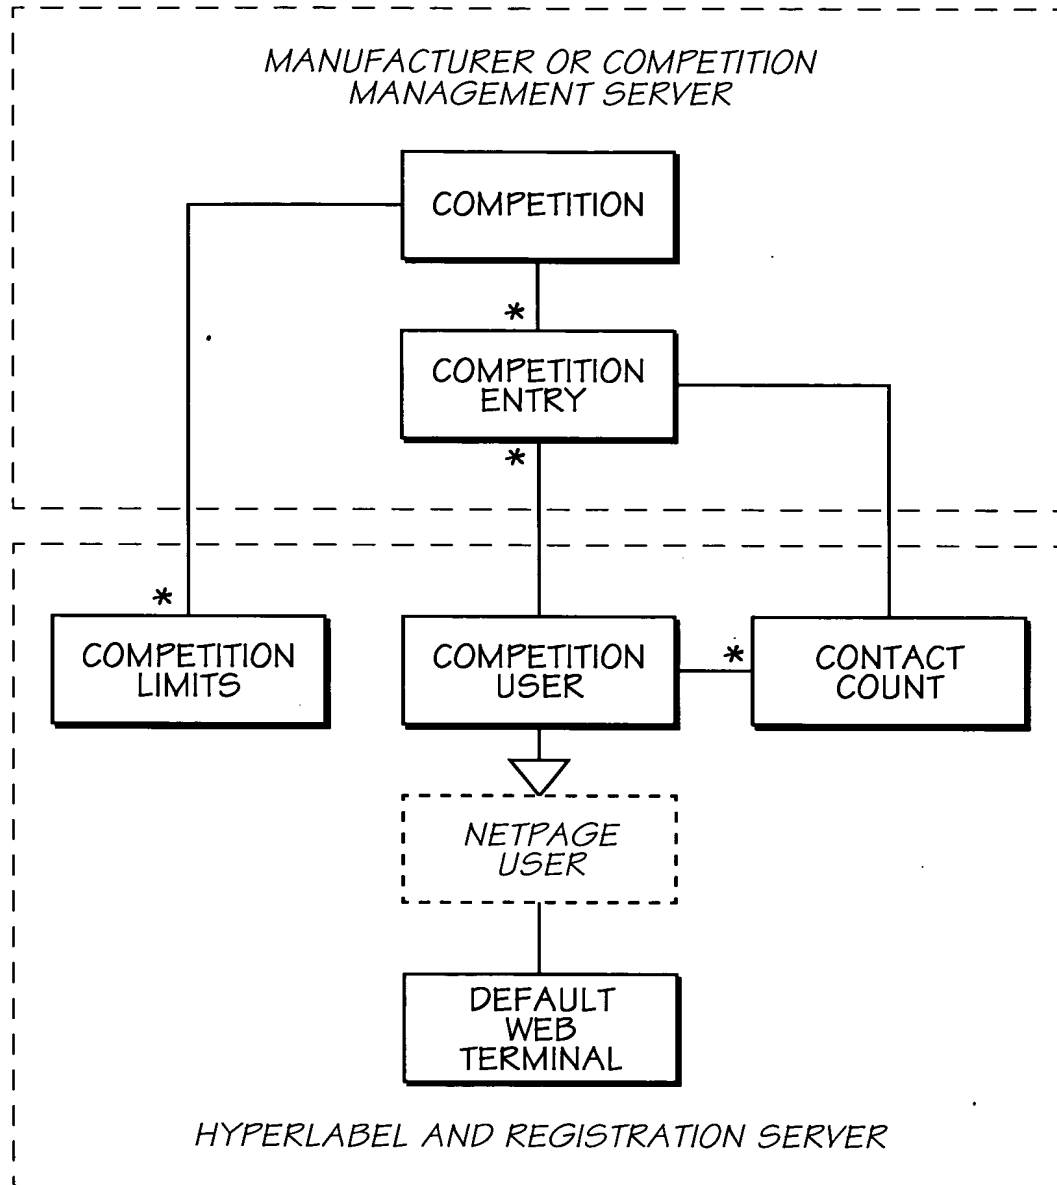 MANUFACTURER OR COMPETITION
MANAGEMENT SERVER
COMPETITION
*
COMPETITION
ENTRY
*
*
COMPETITION
LIMITS
COMPETITION
USER
*
CONTACT
COUNT
NETPAGE
USER
DEFAULT
WEB
TERMINAL
HYPERLABEL AND REGISTRATION SERVER